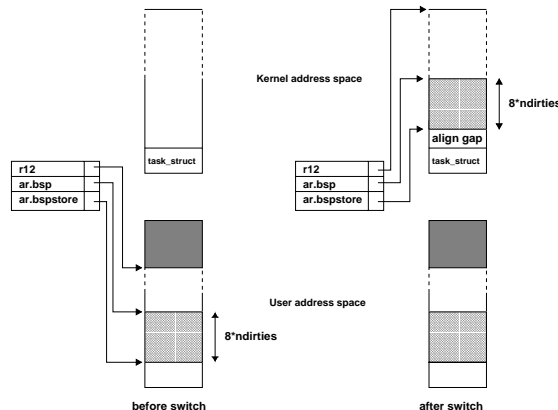 Kernel address space
8*ndirties
align gap
task_struct
task_struct
r12
ar.bsp
ar.bspstore
r12
ar.bsp
ar.bspstore
User address space
8*ndirties
before switch
after switch